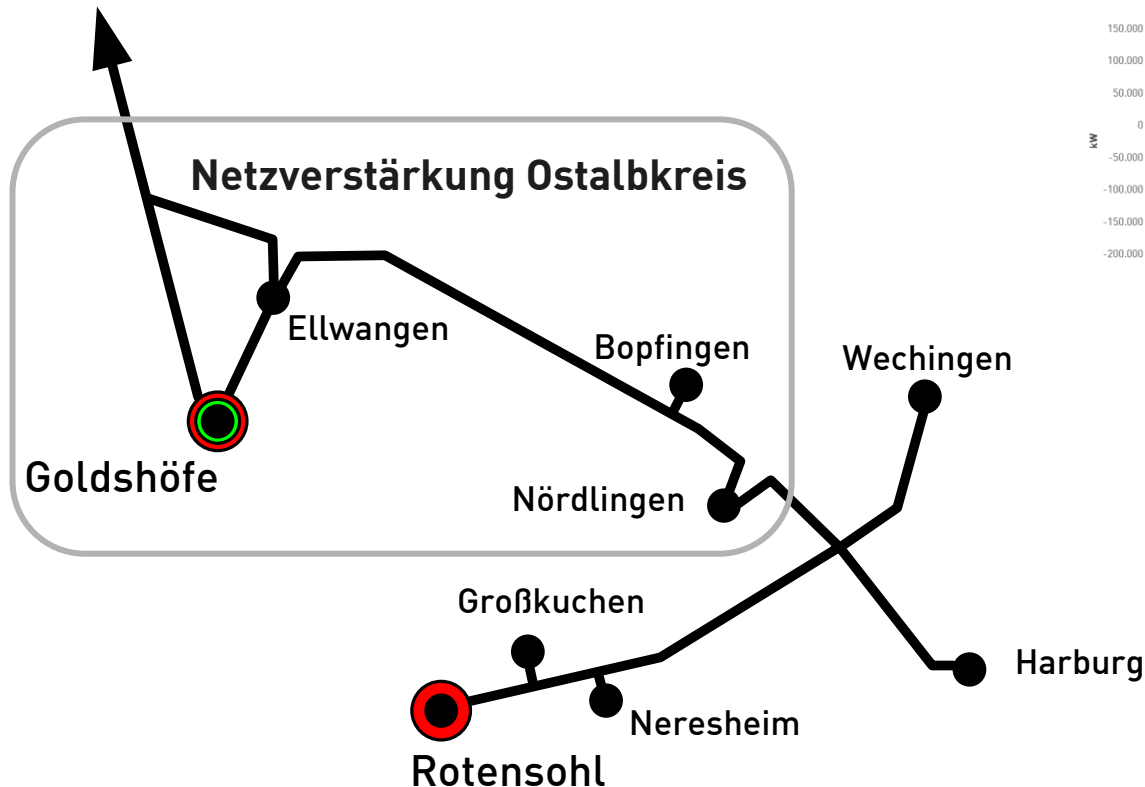 150.000
100.000
50.000
0
-50.000
-100.000
-150.000
-200.000
kW
Netzverstärkung Ostalbkreis
Ellwangen
Bopfingen
Wechingen
Goldshöfe
Nördlingen
Großkuchen
Harburg
Neresheim
Rotensohl